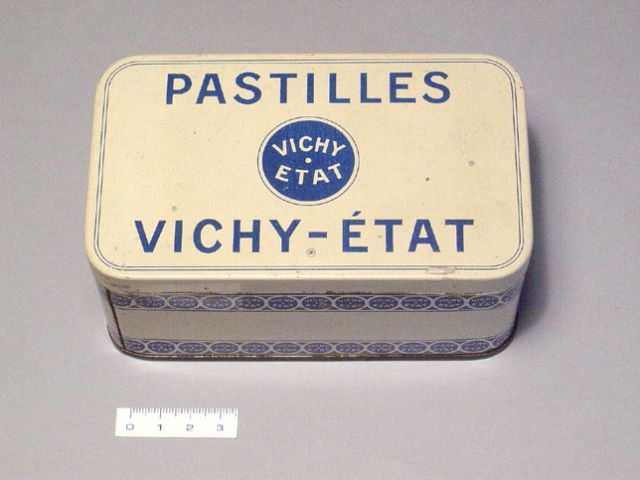 PASTILLES
VICHY
ETAT
VICHY-ÉTAT
0 1 2 3